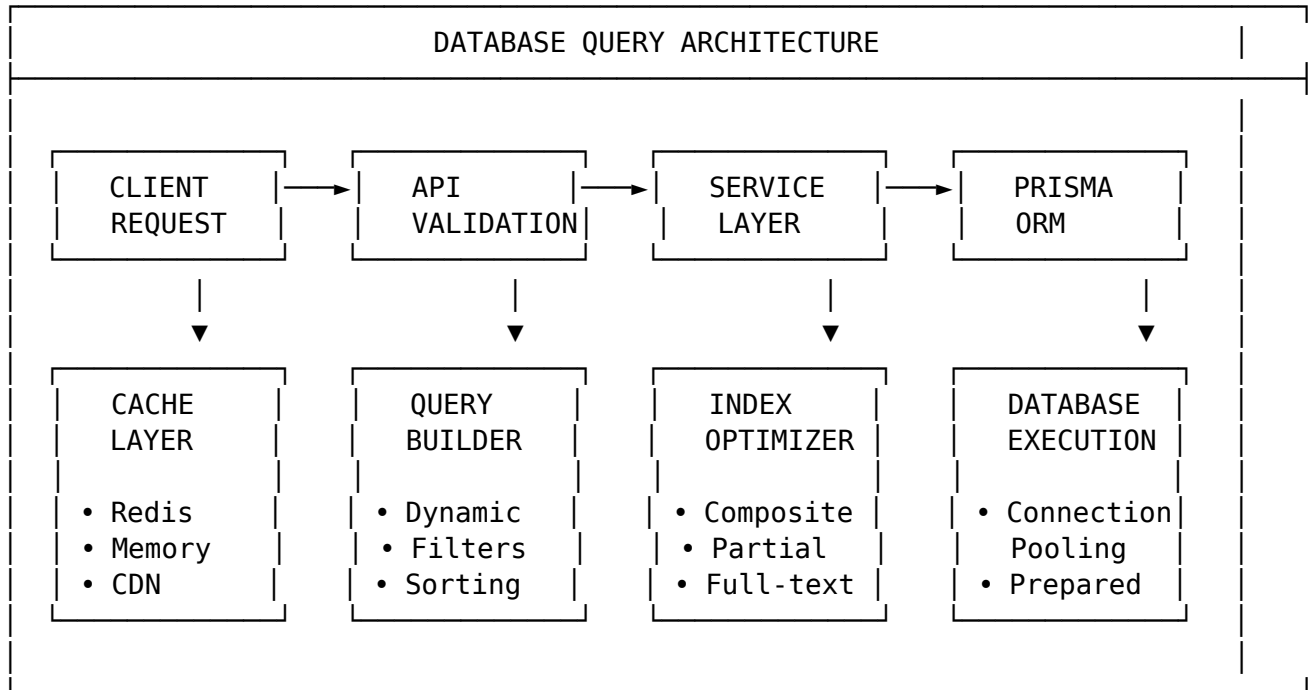 DATABASE QUERY ARCHITECTURE
CLIENT API SERVICE PRISMA
REQUEST VALIDATION LAYER ORM
CACHE QUERY INDEX DATABASE
LAYER BUILDER OPTIMIZER EXECUTION
• Redis • Dynamic • Composite • Connection
• Memory • Filters • Partial Pooling
• CDN • Sorting • Full-text • Prepared